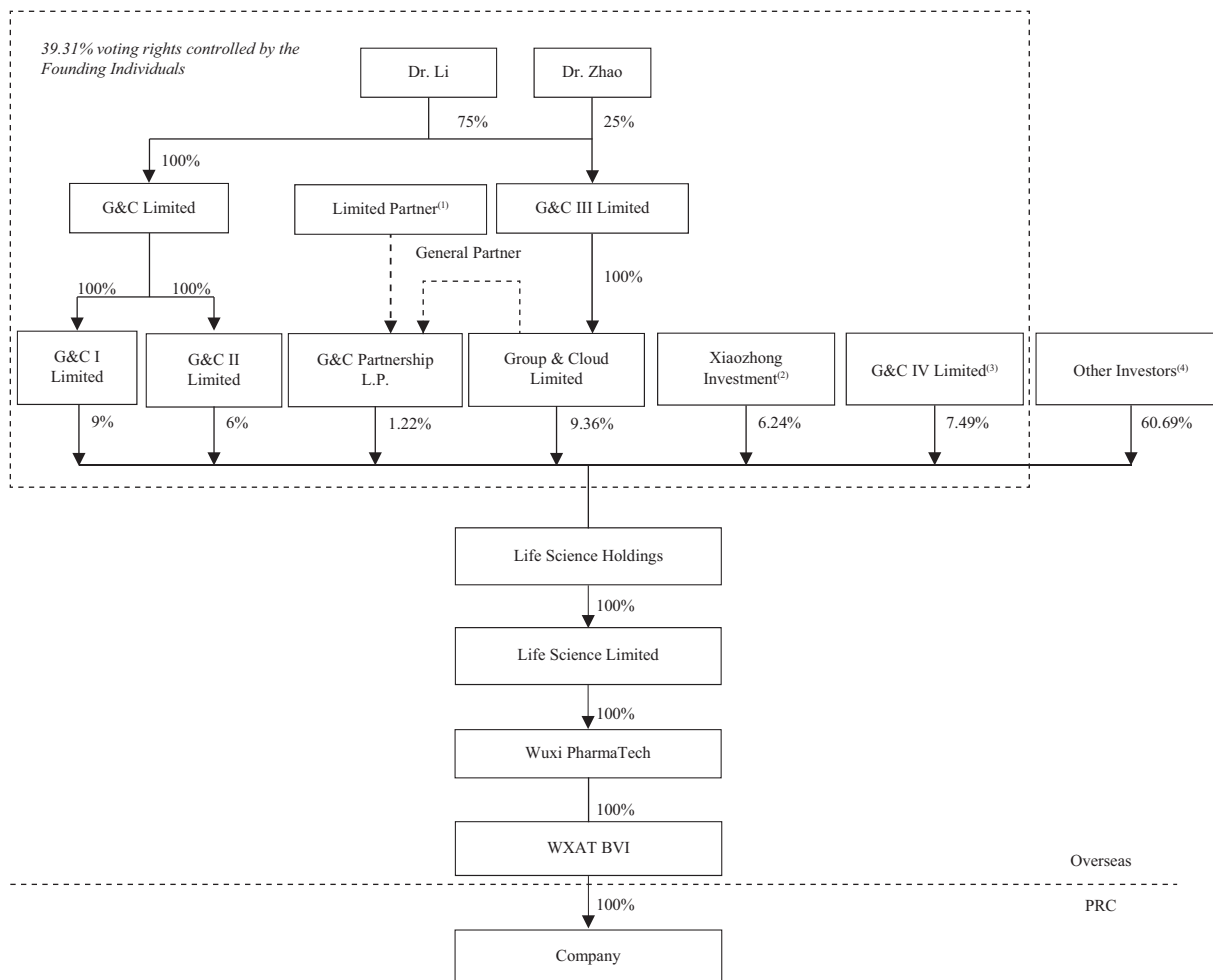 39.31% voting rights controlled by the
Founding Individuals
Dr. Li
Dr. Zhao
75%
25%
100%
G&C Limited
Limited Partner(1)
G&C III Limited
General Partner
100%
100%
100%
G&C I
Limited
G&C II
Limited
G&C Partnership
L.P.
Group & Cloud
Limited
Xiaozhong
Investment(2)
G&C IV Limited(3)
Other Investors(4)
9%
6%
1.22%
9.36%
6.24%
7.49%
60.69%
Life Science Holdings
100%
Life Science Limited
100%
Wuxi PharmaTech
100%
WXAT BVI
Overseas
100%
PRC
Company